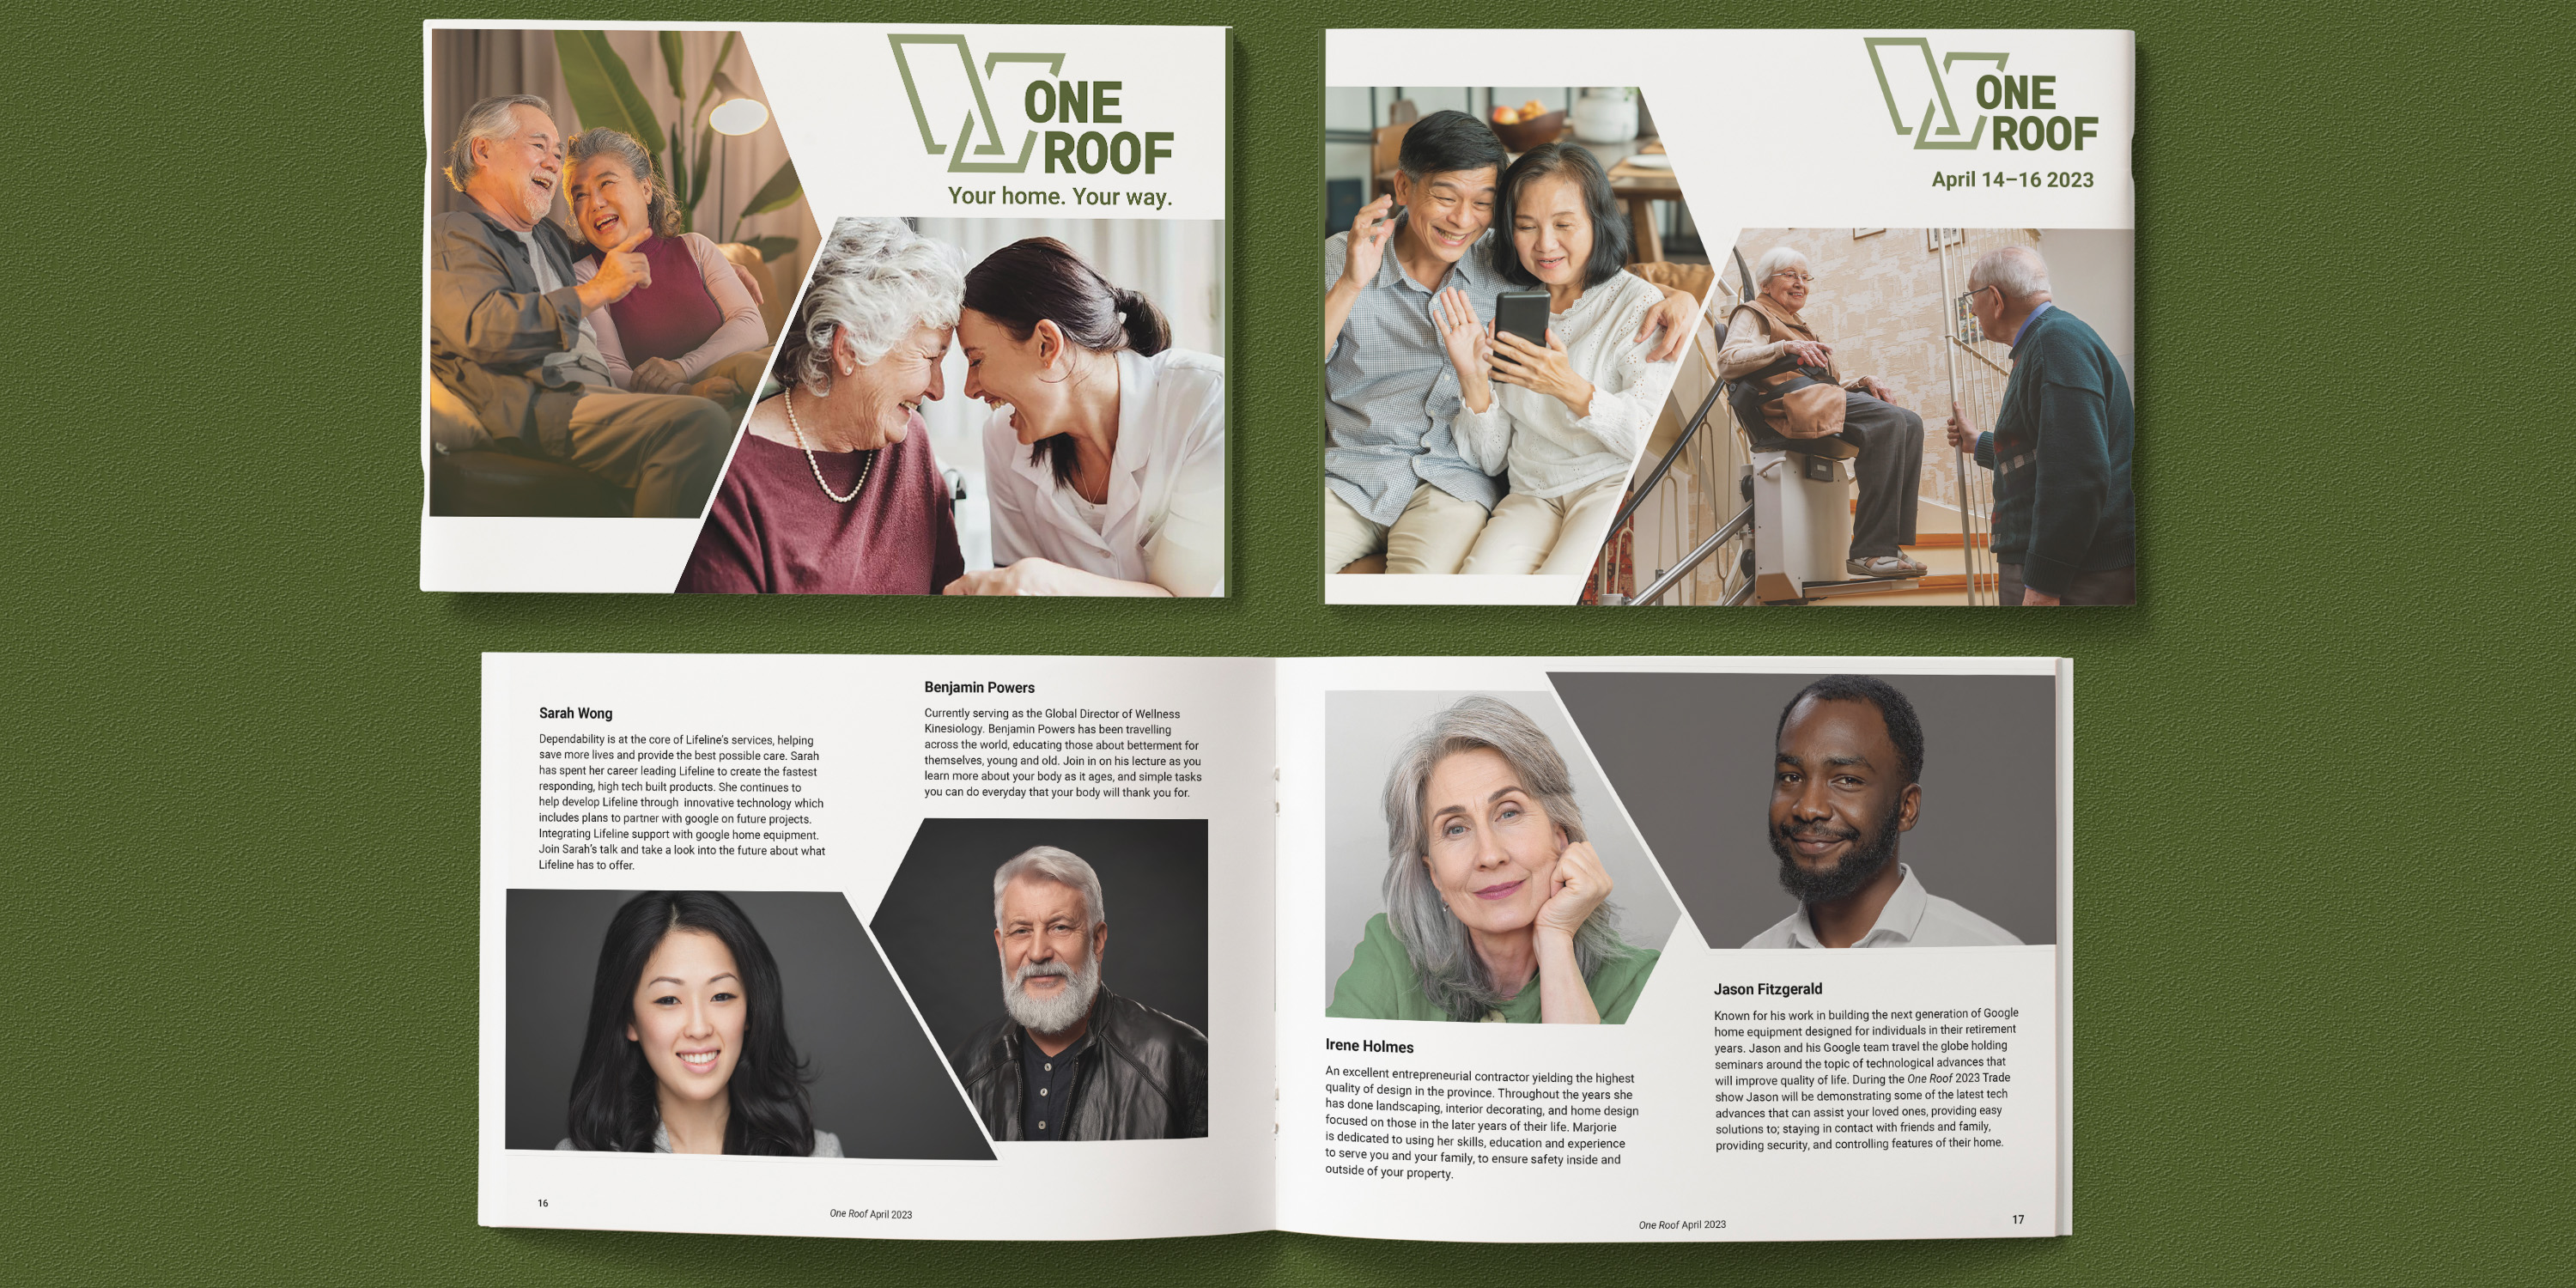 ONE
ROOF
Your home. Your way.
ONE
ROOF
April 14–16 2023
Sarah Wong
Dependability is at the core of Lifeline's services, helping
save more lives and provide the best possible care. Sarah
has spent her career leading Lifeline to create the fastest
responding, high tech built products. She continues to
help develop Lifeline through innovative technology which
includes plans to partner with google on future projects.
Integrating Lifeline support with google home equipment.
Join Sarah's talk and take a look into the future about what
Lifeline has to offer.
Benjamin Powers
Currently serving as the Global Director of Wellness
Kinesiology. Benjamin Powers has been travelling
across the world, educating those about betterment for
themselves, young and old. Join in on his lecture as you
learn more about your body as it ages, and simple tasks
you can do everyday that your body will thank you for.
16
One Roof April 2023
Irene Holmes
An excellent entrepreneurial contractor yielding the highest
quality of design in the province. Throughout the years she
has done landscaping, interior decorating, and home design
focused on those in the later years of their life. Marjorie
is dedicated to using her skills, education and experience
to serve you and your family, to ensure safety inside and
outside of your property.
Jason Fitzgerald
Known for his work in building the next generation of Google
home equipment designed for individuals in their retirement
years. Jason and his Google team travel the globe holding
seminars around the topic of technological advances that
will improve quality of life. During the One Roof 2023 Trade
show Jason will be demonstrating some of the latest tech
advances that can assist your loved ones, providing easy
solutions to; staying in contact with friends and family,
providing security, and controlling features of their home.
One Roof April 2023
17